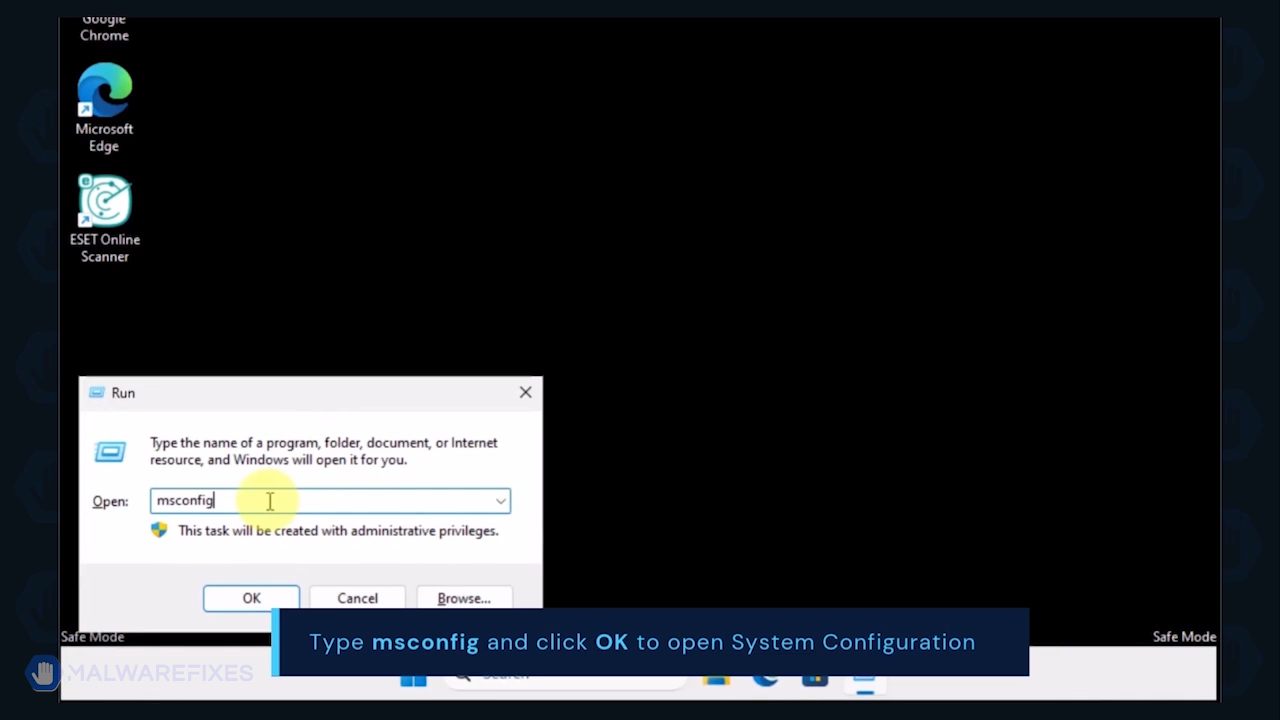 Google
Chrome
Microsoft
Edge
ESET Online
Scanner
Run
Type the name of a program, folder, document, or Internet
resource, and Windows will open it for you.
Open:
msconfig
This task will be created with administrative privileges.
OK
Cancel
Browse...
Safe Mode
Safe Mode
Type msconfig and click OK to open System Configuration
MALWAREFIXES
Search